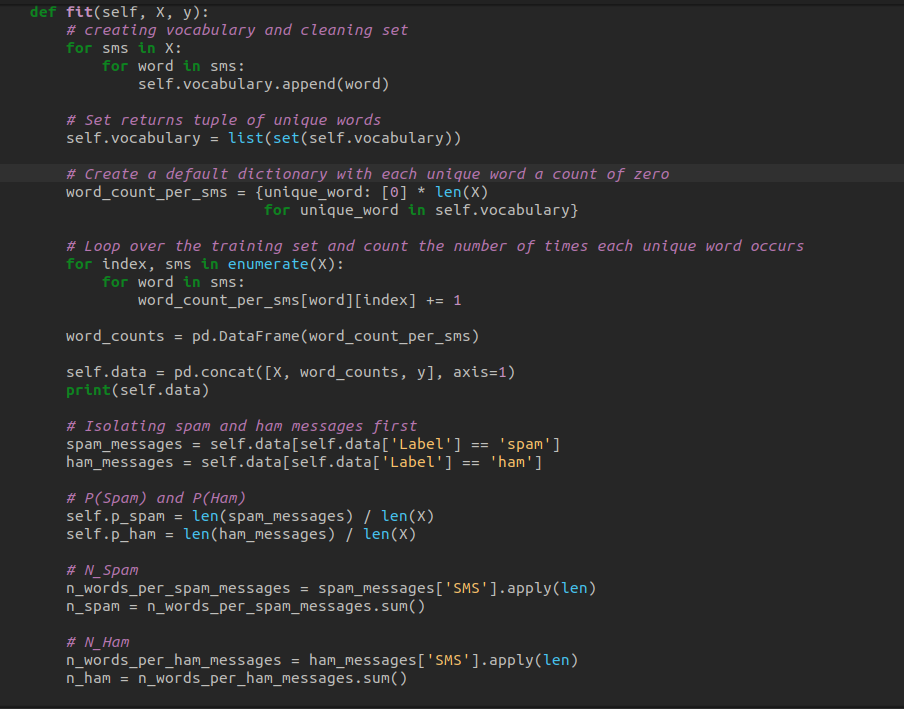 def fit(self, X, y):
    # creating vocabulary and cleaning set
    for sms in X:
        for word in sms:
            self.vocabulary.append(word)

    # Set returns tuple of unique words
    self.vocabulary = list(set(self.vocabulary))

    # Create a default dictionary with each unique word a count of zero
    word_count_per_sms = {unique_word: [0] * len(X)
                          for unique_word in self.vocabulary}

    # Loop over the training set and count the number of times each unique word occurs
    for index, sms in enumerate(X):
        for word in sms:
            word_count_per_sms[word][index] += 1

    word_counts = pd.DataFrame(word_count_per_sms)

    self.data = pd.concat([X, word_counts, y], axis=1)
    print(self.data)

    # Isolating spam and ham messages first
    spam_messages = self.data[self.data['Label'] == 'spam']
    ham_messages = self.data[self.data['Label'] == 'ham']

    # P(Spam) and P(Ham)
    self.p_spam = len(spam_messages) / len(X)
    self.p_ham = len(ham_messages) / len(X)

    # N_Spam
    n_words_per_spam_messages = spam_messages['SMS'].apply(len)
    n_spam = n_words_per_spam_messages.sum()

    # N_Ham
    n_words_per_ham_messages = ham_messages['SMS'].apply(len)
    n_ham = n_words_per_ham_messages.sum()